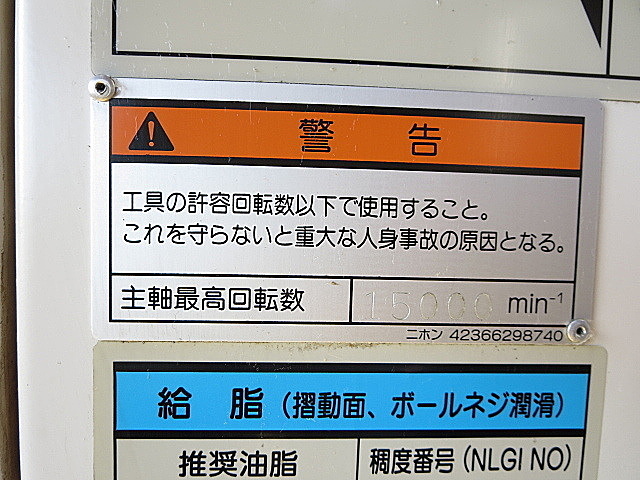 警告
工具の許容回転数以下で使用すること。
これを守らないと重大な人身事故の原因となる。
主軸最高回転数 15000 min-1
ニホン 42366298740
給脂(摺動面、ボールネジ潤滑)
推奨油脂 稠度番号(NLGI NO)